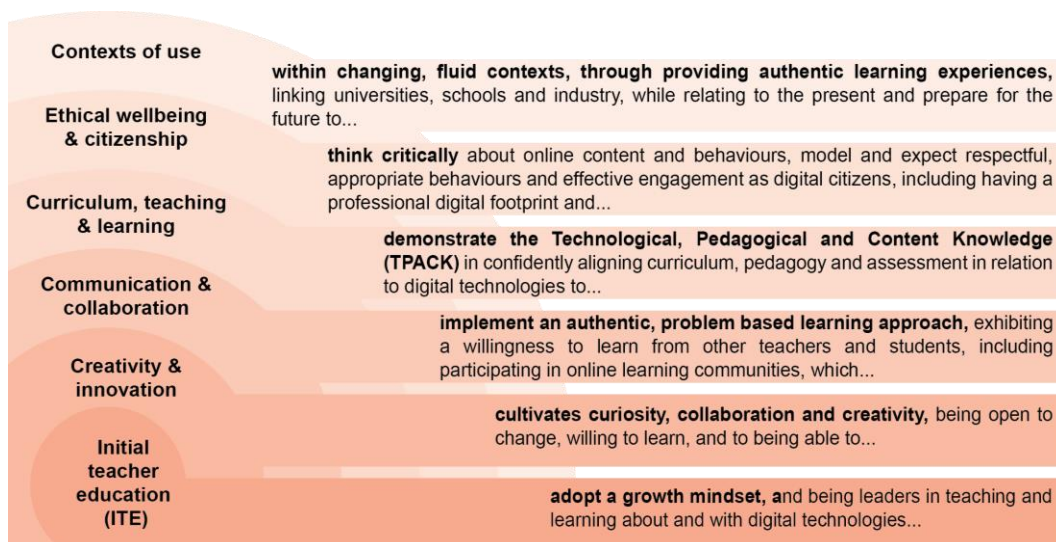 Contexts of use
within changing, fluid contexts, through providing authentic learning experiences,
linking universities, schools and industry, while relating to the present and prepare for the
future to...
Ethical wellbeing
& citizenship
think critically about online content and behaviours, model and expect respectful,
appropriate behaviours and effective engagement as digital citizens, including having a
professional digital footprint and...
Curriculum, teaching
& learning
demonstrate the Technological, Pedagogical and Content Knowledge
(TPACK) in confidently aligning curriculum, pedagogy and assessment in relation
to digital technologies to...
Communication &
collaboration
implement an authentic, problem based learning approach, exhibiting
a willingness to learn from other teachers and students, including
participating in online learning communities, which...
Creativity &
innovation
cultivates curiosity, collaboration and creativity, being open to
change, willing to learn, and to being able to...
Initial
teacher
education
(ITE)
adopt a growth mindset, and being leaders in teaching and
learning about and with digital technologies...